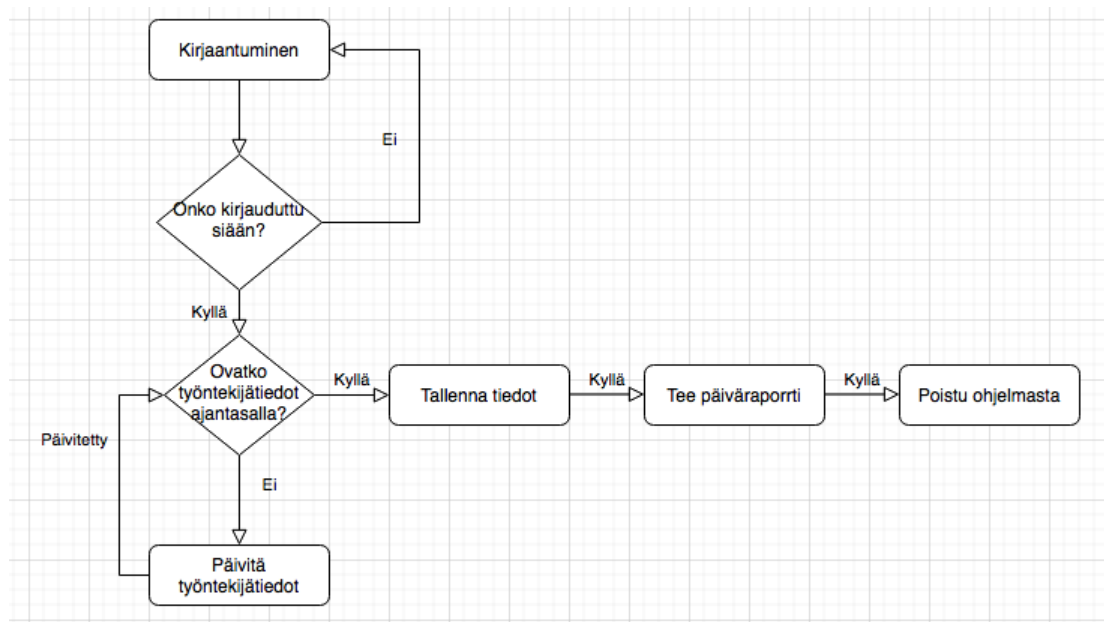 Kirjaantuminen
Ei
Onko kirjauduttu
siään?
Kyllä
Ovatko
työntekijätiedot
ajantasalla?
Kyllä
Tallenna tiedot
Kyllä
Tee päiväraporrti
Kyllä
Poistu ohjelmasta
Päivitetty
Ei
Päivitä
työntekijätiedot